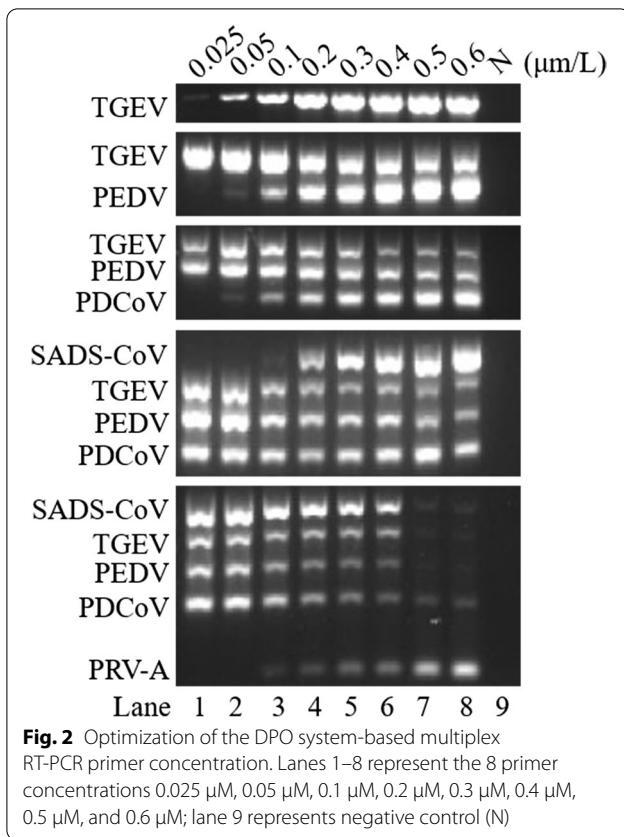 0.025 0.05 0.1 0.2 0.3 0.4 0.5 0.6 N (μm/L)
TGEV
TGEV
PEDV
TGEV
PEDV
PDCoV
SADS-CoV
TGEV
PEDV
PDCoV
SADS-CoV
TGEV
PEDV
PDCoV
PRV-A
Lane 1 2 3 4 5 6 7 8 9
Fig. 2 Optimization of the DPO system-based multiplex
RT-PCR primer concentration. Lanes 1–8 represent the 8 primer
concentrations 0.025 μM, 0.05 μM, 0.1 μM, 0.2 μM, 0.3 μM, 0.4 μM,
0.5 μM, and 0.6 μM; lane 9 represents negative control (N)